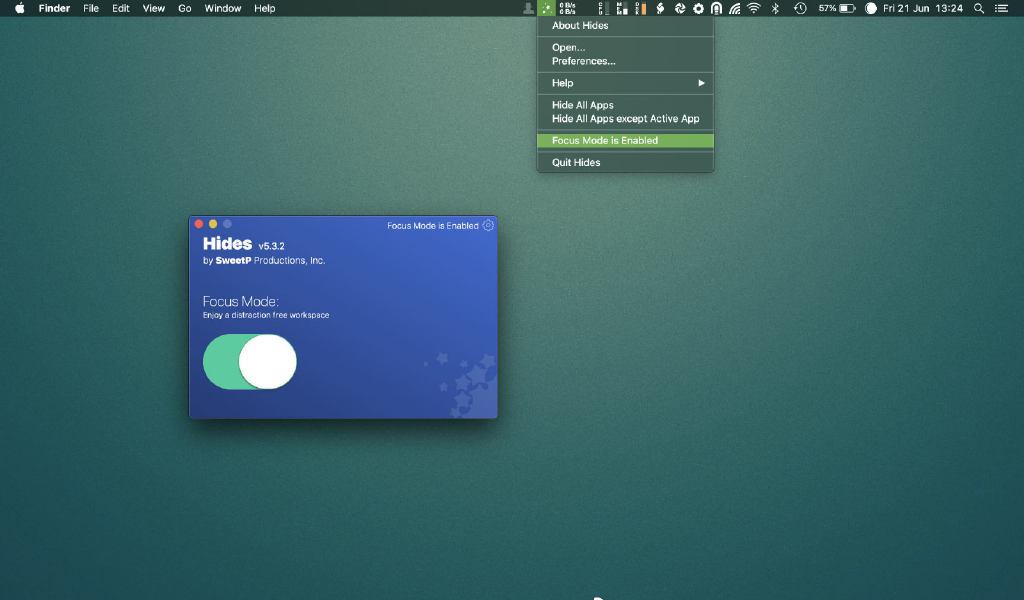 Finder File Edit View Go Window Help 0 B/s 57% Fri 21 Jun 13:24
0 B/s
About Hides
Open...
Preferences...
Help
Hide All Apps
Hide All Apps except Active App
Focus Mode is Enabled
Quit Hides
Focus Mode is Enabled
Hides v5.3.2
by SweetP Productions, Inc.
Focus Mode:
Enjoy a distraction free workspace